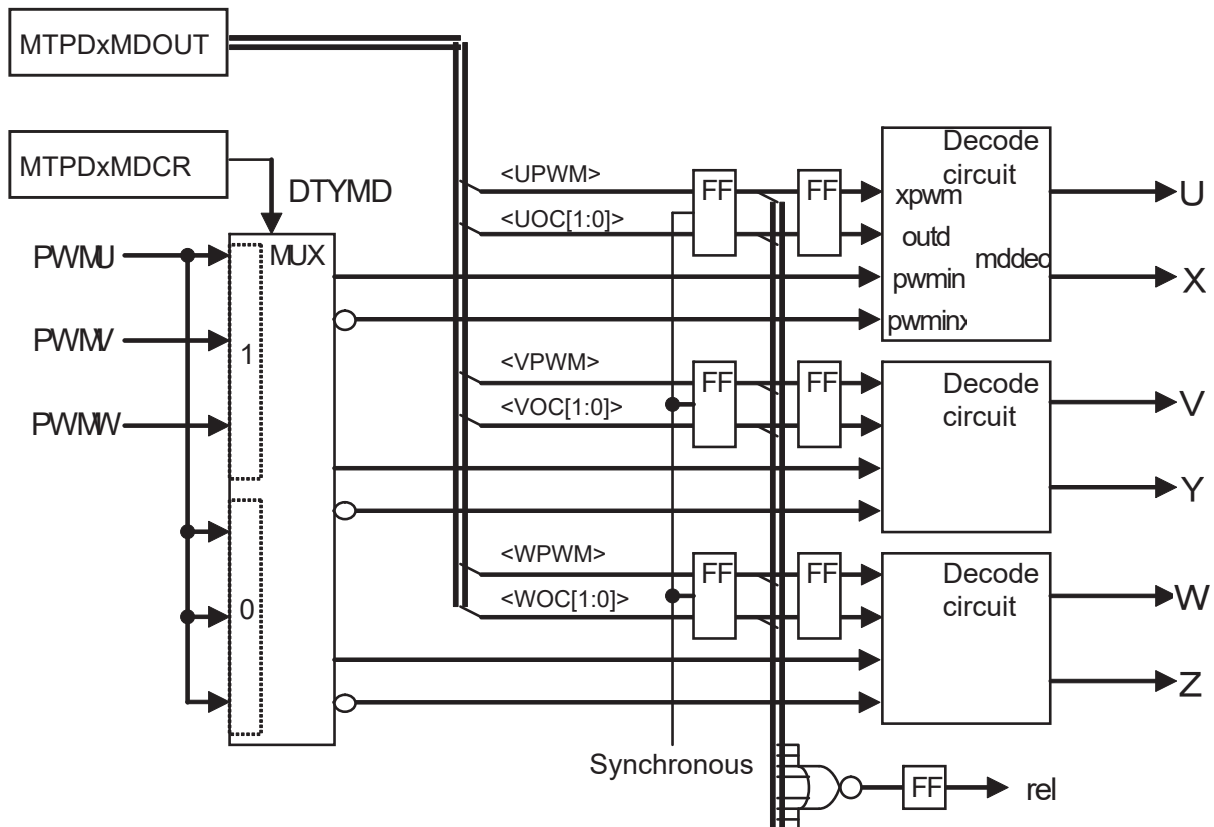 MTPDxMDOUT
MTPDxMDCR
DTYMD
MUX
PWMU
PWMV
PWMW
1
0
<UPWM>
<UOC[1:0]>
FF
FF
Decode
circuit
xpwm
outd
mddec
pwmin
pwminx
U
X
<VPWM>
<VOC[1:0]>
FF
FF
Decode
circuit
V
Y
<WPWM>
<WOC[1:0]>
FF
FF
Decode
circuit
W
Z
Synchronous
FF
rel